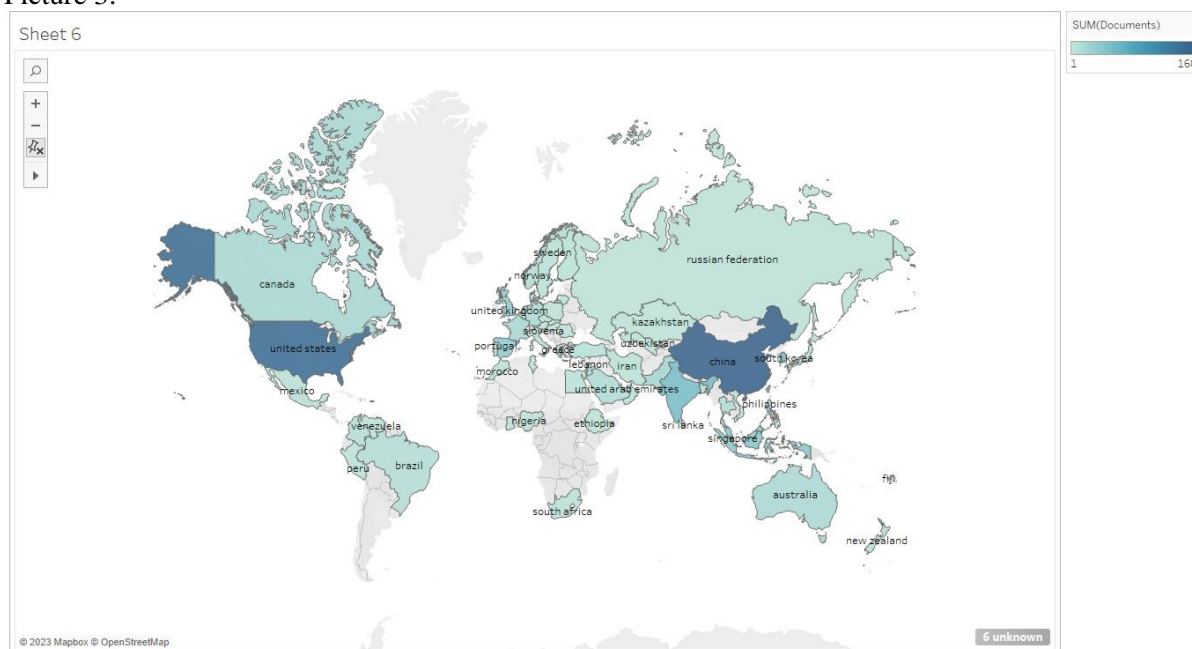 Picture 3.
Sheet 6
SUM(Documents)
1
160
canada
united states
mexico
venezuela
peru
brazil
sweden
norway
united kingdom
slovenia
portugal
greece
morocco
lebanon
nigeria
ethiopia
south africa
russian federation
kazakhstan
uzbekistan
iran
united arab emirates
china
south korea
philippines
sri lanka
singapore
australia
fiji
new zealand
© 2023 Mapbox © OpenStreetMap
6 unknown